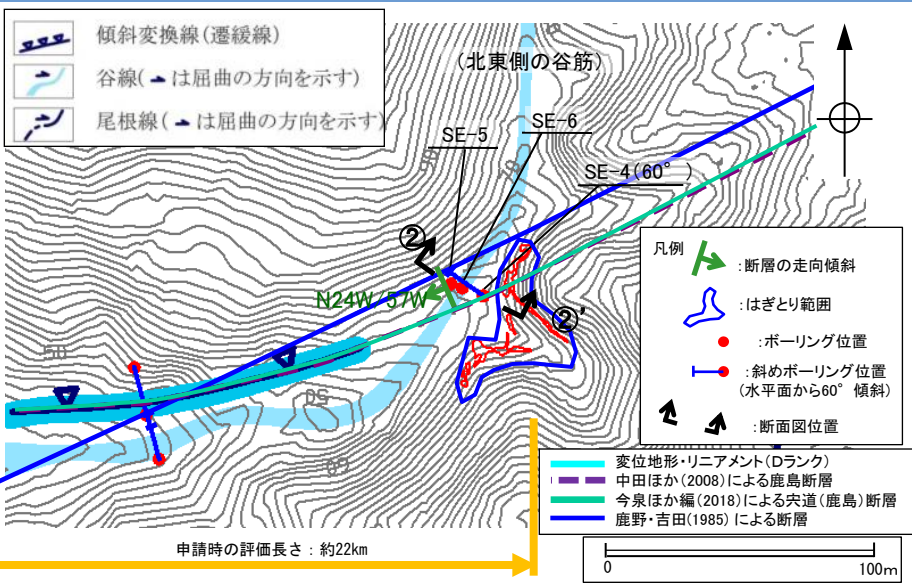 傾斜変換線(遷緩線)
谷線( は屈曲の方向を示す)
尾根線( は屈曲の方向を示す)
(北東側の谷筋)
SE-5
SE-6
SE-4(60°)
②
②'
N24W/57W
50
50
60
70
凡例
:断層の走向傾斜
:はぎとり範囲
:ボーリング位置
:斜めボーリング位置
(水平面から60° 傾斜)
:断面図位置
変位地形・リニアメント(Dランク)
中田ほか(2008)による鹿島断層
今泉ほか編(2018)による宍道(鹿島)断層
鹿野・吉田(1985) による断層
申請時の評価長さ : 約22km
0
100m